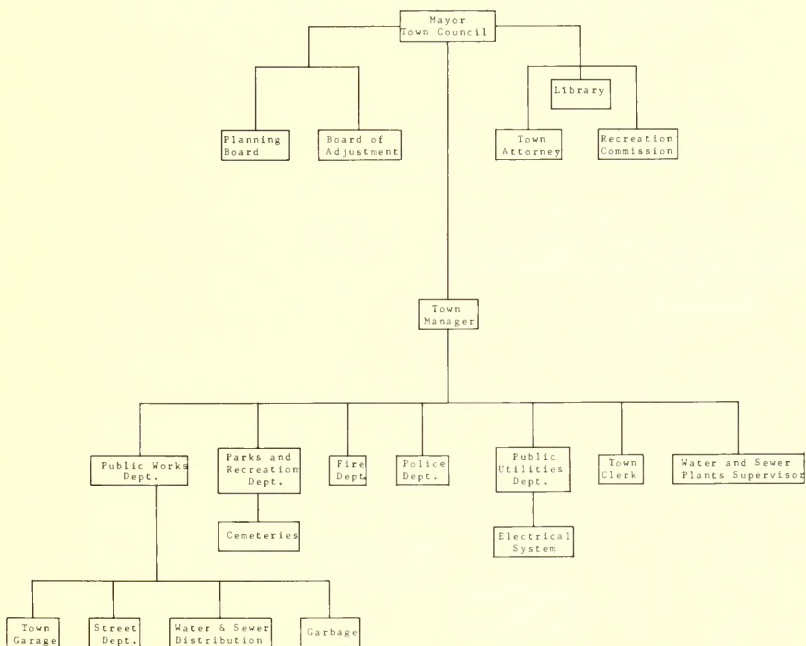 Mayor
Town Council
Library
Planning
Board
Board of
Adjustment
Town
Attorney
Recreation
Commission
Town
Manager
Public Works
Dept.
Parks and
Recreation
Dept.
Fire
Dept.
Police
Dept.
Public
Utilities
Dept.
Town
Clerk
Water and Sewer
Plants Supervisor
Cemeteries
Electrical
System
Town
Garage
Street
Dept.
Water & Sewer
Distribution
Garbage